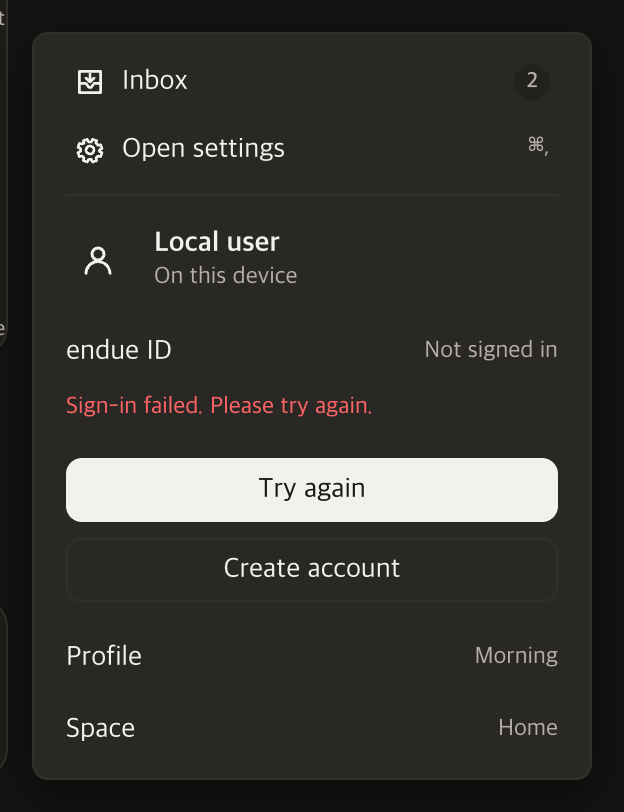 Inbox 2
Open settings ⌘,
Local user
On this device
endue ID Not signed in
Sign-in failed. Please try again.
Try again
Create account
Profile Morning
Space Home